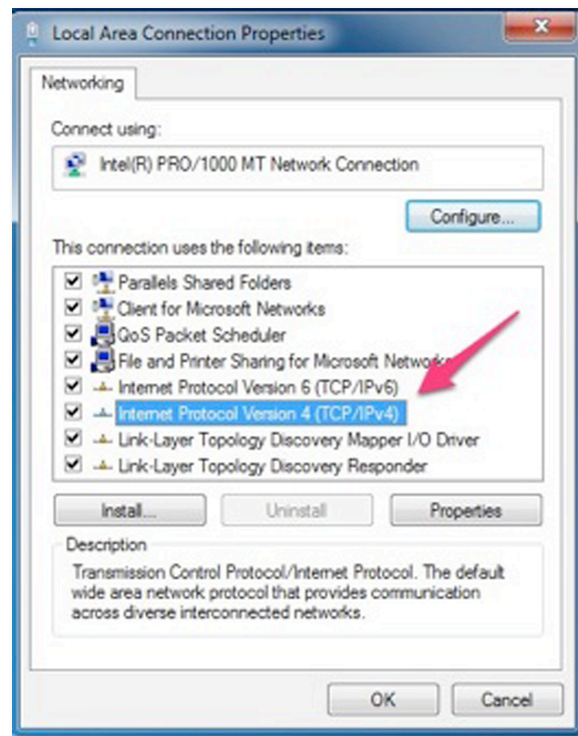 Local Area Connection Properties
Networking
Connect using:
Intel(R) PRO/1000 MT Network Connection
Configure...
This connection uses the following items:
Parallels Shared Folders
Client for Microsoft Networks
QoS Packet Scheduler
File and Printer Sharing for Microsoft Networks
Internet Protocol Version 6 (TCP/IPv6)
Internet Protocol Version 4 (TCP/IPv4)
Link-Layer Topology Discovery Mapper I/O Driver
Link-Layer Topology Discovery Responder
Install... Uninstall Properties
Description
Transmission Control Protocol/Internet Protocol. The default
wide area network protocol that provides communication
across diverse interconnected networks.
OK Cancel